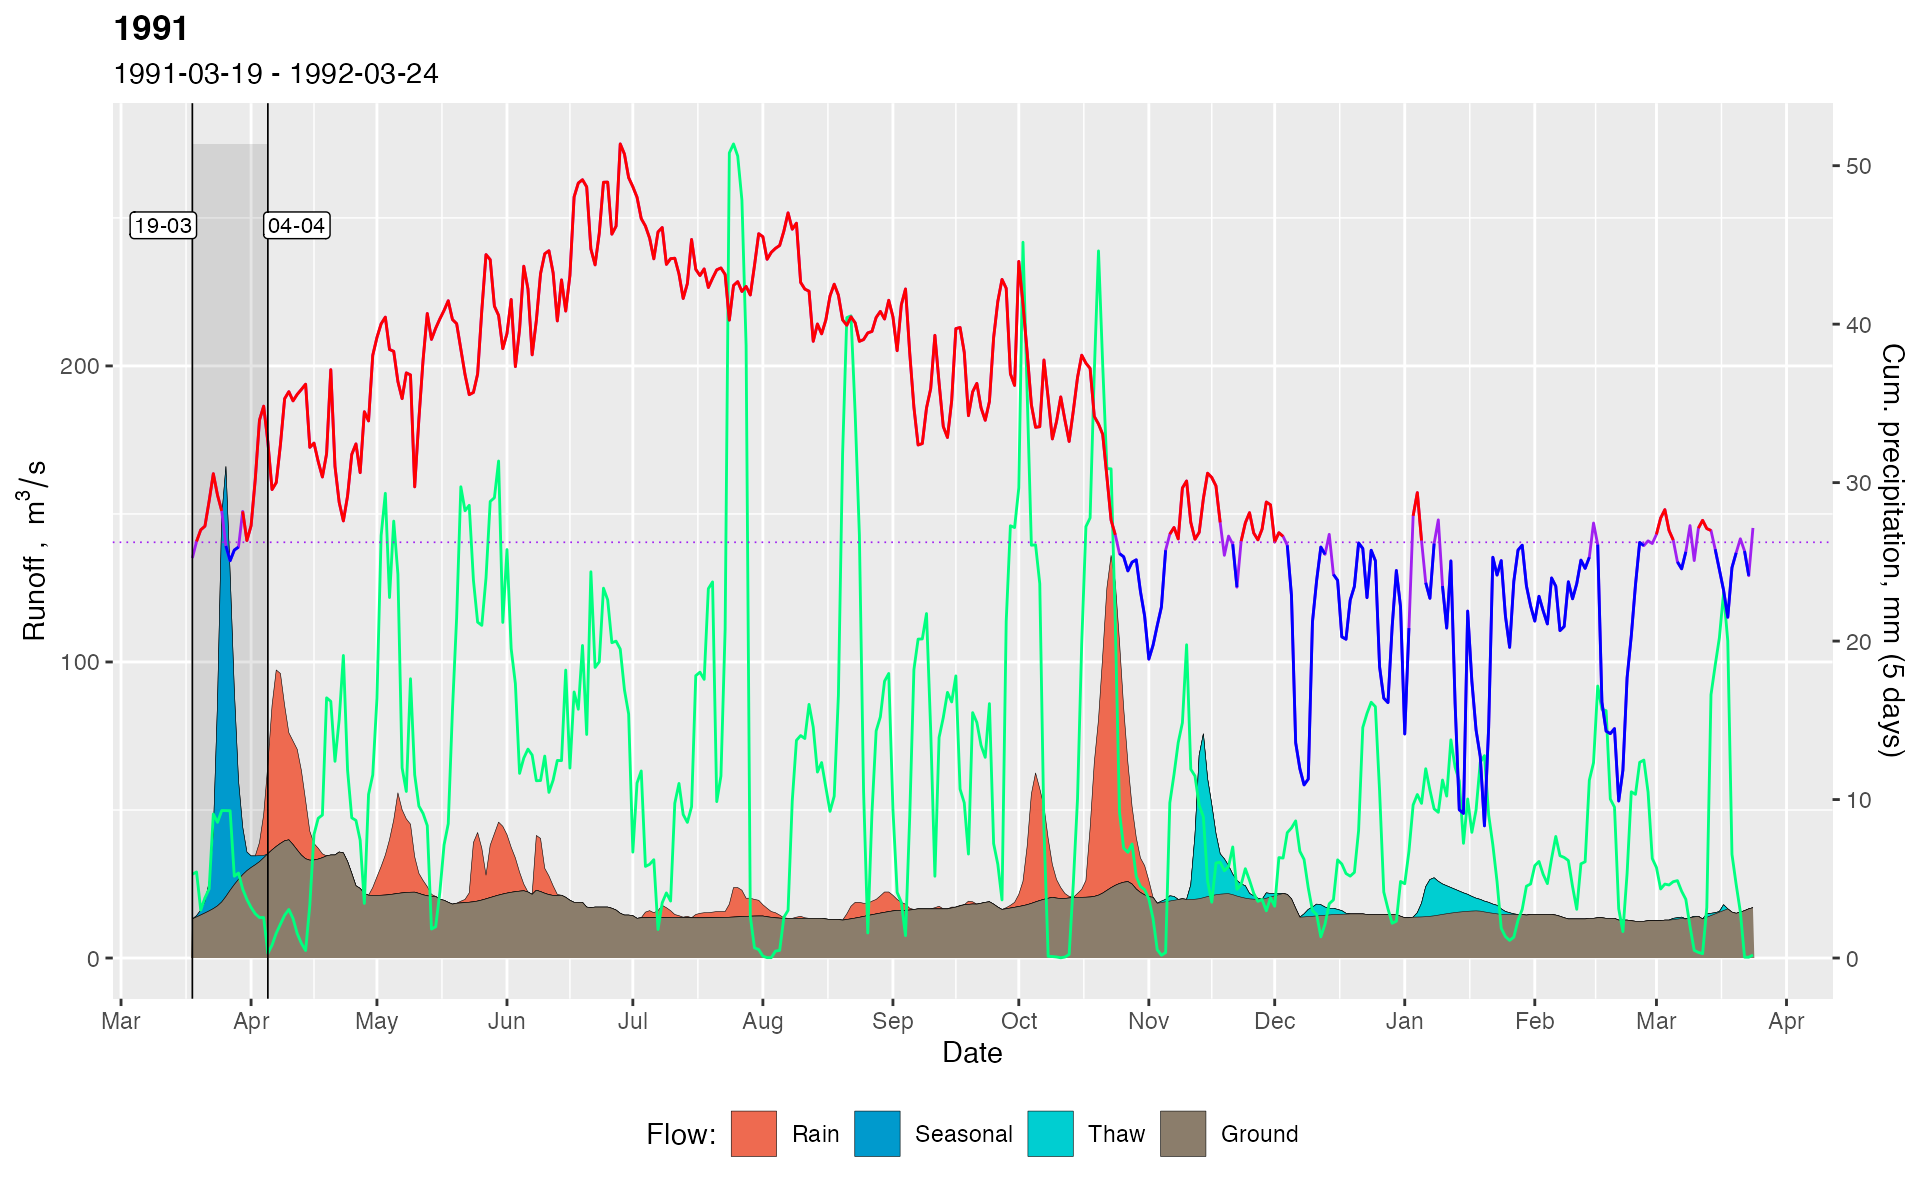 1991
1991-03-19 - 1992-03-24
19-03
04-04
200
100
0
50
40
30
20
10
0
Runoff , m³/s
Cum. precipitation, mm (5 days)
Mar Apr May Jun Jul Aug Sep Oct Nov Dec Jan Feb Mar Apr
Date
Flow: Rain Seasonal Thaw Ground